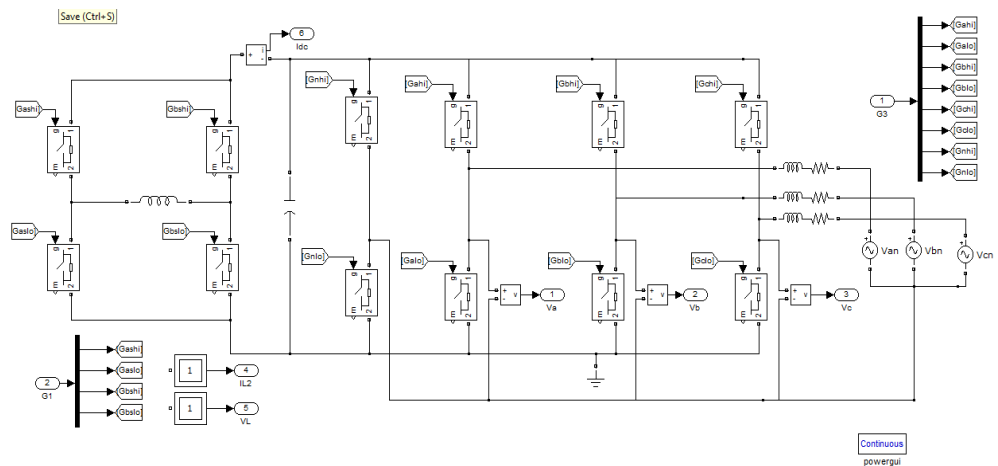 Save (Ctrl+S)
6
Idc
i
+
-
[Gnhi]
[Gahi]
[Gbhi]
[Gchi]
Gashi]
Gbshi]
g 1
m 2
Gaslo]
Gbslo]
[Gnlo]
[Galo]
[Gblo]
[Gclo]
1
G3
[Gahi]
[Galo]
[Gbhi]
[Gblo]
[Gchi]
[Gclo]
[Gnhi]
[Gnlo]
Van
Vbn
Vcn
v
1
Va
v
2
Vb
v
3
Vc
2
G1
Gashi]
Gaslo]
Gbshi]
Gbslo]
1
4
IL2
1
5
VL
Continuous
powergui